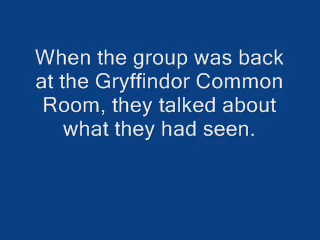 When the group was back
at the Gryffindor Common
Room, they talked about
what they had seen.